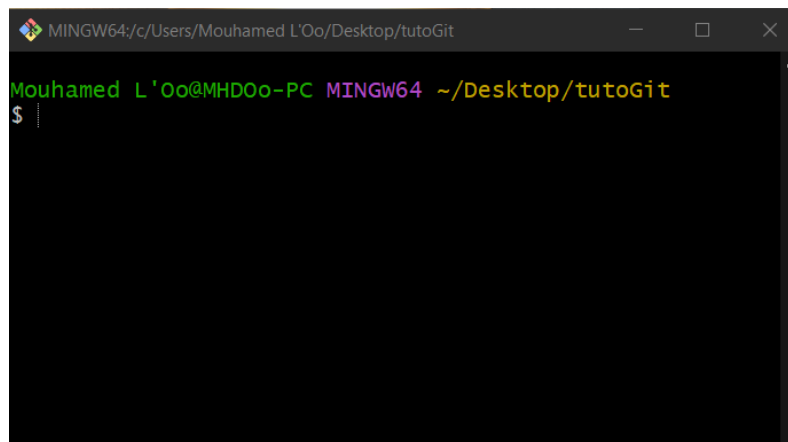 MINGW64:/c/Users/Mouhamed L'Oo/Desktop/tutoGit
Mouhamed L'Oo@MHDOo-PC MINGW64 ~/Desktop/tutoGit
$